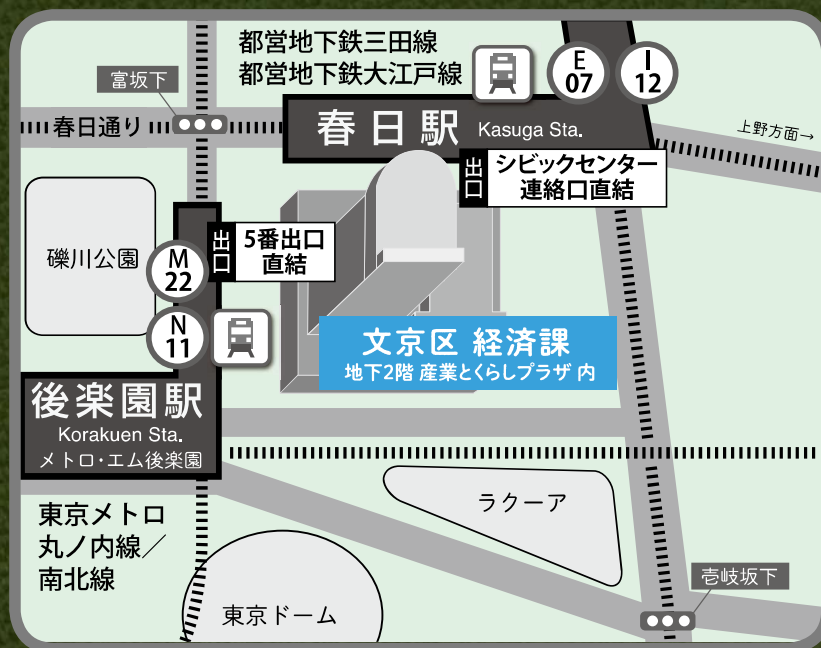 都営地下鉄三田線
都営地下鉄大江戸線
E
07
I
12
富坂下
春日通り
春日駅 Kasuga Sta.
上野方面→
出口
シビックセンター
連絡口直結
礫川公園
M
22
出口
5番出口
直結
N
11
文京区 経済課
地下2階 産業とくらしプラザ 内
後楽園駅
Korakuen Sta.
メトロ・エム後楽園
東京メトロ
丸ノ内線／
南北線
ラクーア
東京ドーム
壱岐坂下